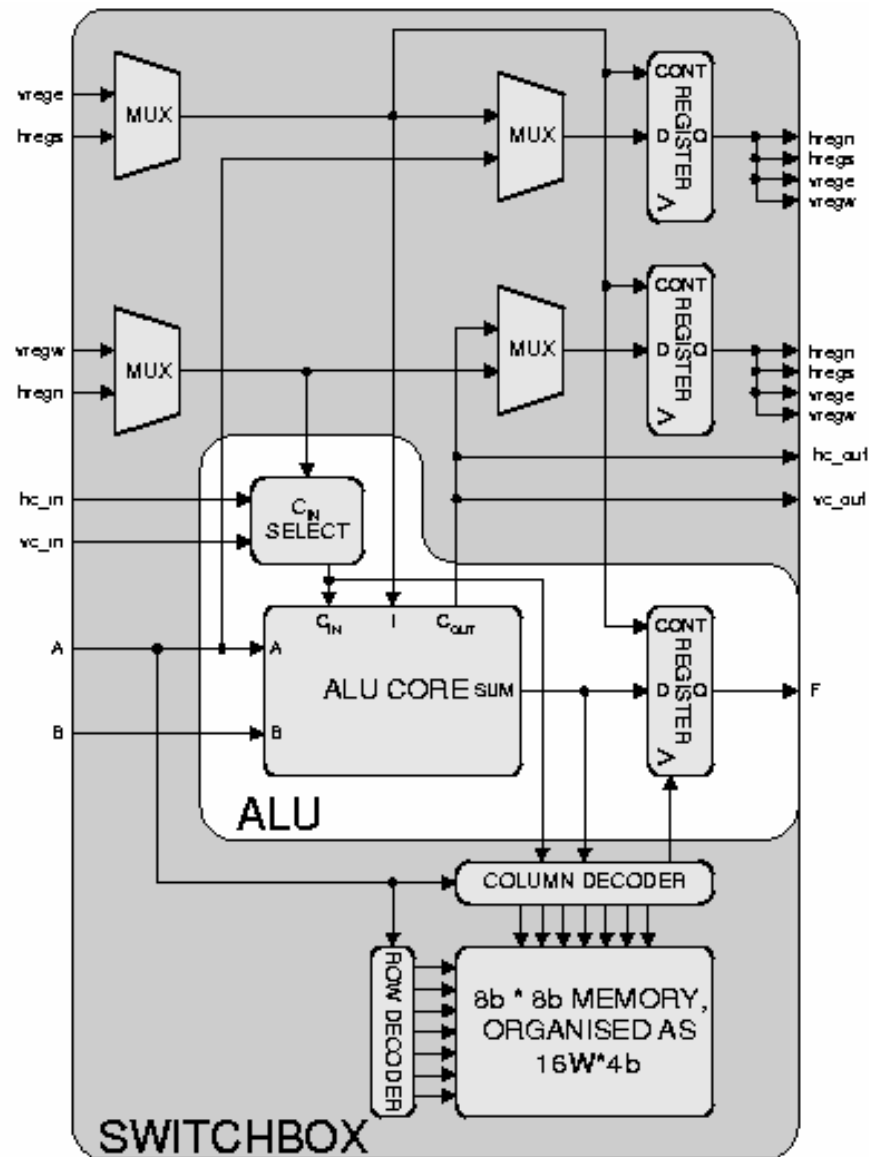 vrege
hregs
MUX
MUX
CONT
REGISTER
D
Q
hregn
hregs
vrege
vregw
vregw
hregn
MUX
MUX
CONT
REGISTER
D
Q
hregn
hregs
vrege
vregw
hc_out
vc_out
hc_in
vc_in
CIN
SELECT
CIN
I
COUT
A
B
A
B
ALU CORE
SUM
CONT
REGISTER
D
Q
F
ALU
COLUMN DECODER
ROW DECODER
8b * 8b MEMORY,
ORGANISED AS
16W*4b
SWITCHBOX